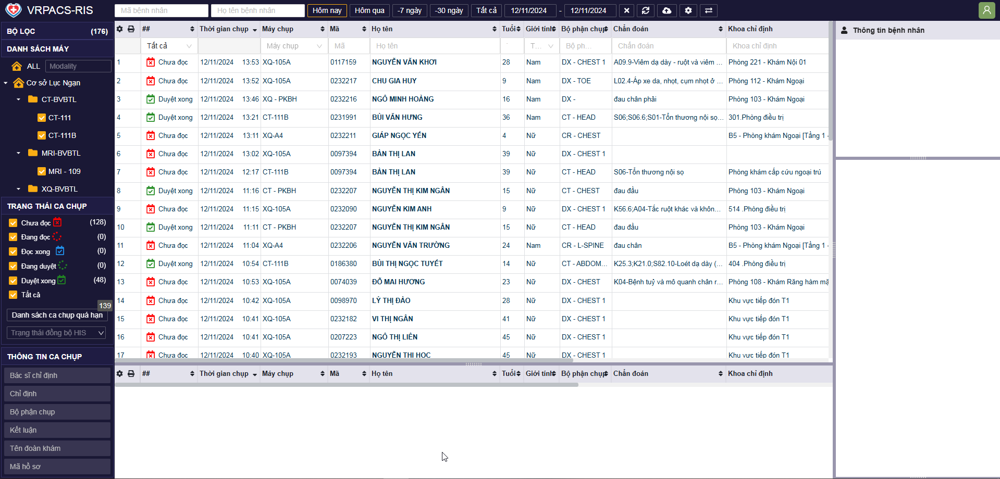 VRPACS-RIS
Mã bệnh nhân
Họ tên bệnh nhân
Hôm nay
Hôm qua
-7 ngày
-30 ngày
Tất cả
12/11/2024 - 12/11/2024
BỘ LỌC (176)
DANH SÁCH MÁY
ALL Modality
Cơ sở Lục Ngạn
CT-BVBTL
CT-111
CT-111B
MRI-BVBTL
MRI - 109
XQ-BVBTL
TRẠNG THÁI CA CHỤP
Chưa đọc (128)
Đang đọc (0)
Đọc xong (0)
Đang duyệt (0)
Duyệt xong (48)
Tất cả
139
Danh sách ca chụp quá hạn
Trạng thái đồng bộ HIS
THÔNG TIN CA CHỤP
Bác sĩ chỉ định
Chỉ định
Bộ phận chụp
Kết luận
Tên đoàn khám
Mã hồ sơ
## Thời gian chụp Máy chụp Mã Họ tên Tuổi Giới tính Bộ phận chụp Chẩn đoán Khoa chỉ định
Tất cả Máy chụp Mã Họ tên T... Bộ ph... Chẩn đoán Khoa chỉ định
1 Chưa đọc 12/11/2024 13:53 XQ-105A 0117159 NGUYỄN VĂN KHƠI 28 Nam DX - CHEST 1 A09.9-Viêm dạ dày - ruột và viêm ... Phòng 221 - Khám Nội 01
2 Chưa đọc 12/11/2024 13:52 XQ-105A 0232217 CHU GIA HUY 9 Nam DX - TOE L02.4-Áp xe da, nhọt, cụm nhọt ở ... Phòng 112 - Khám Ngoại
3 Duyệt xong 12/11/2024 13:46 XQ - PKBH 0232216 NGÔ MINH HOÀNG 16 Nam DX - đau chân phải Phòng 103 - Khám Ngoại
4 Duyệt xong 12/11/2024 13:21 CT-111B 0231991 BÙI VĂN HƯNG 36 Nam CT - HEAD S06;S06.6;S01-Tổn thương nội sọ... 301.Phòng điều trị
5 Chưa đọc 12/11/2024 13:11 XQ-A4 0232211 GIÁP NGỌC YẾN 4 Nữ CR - CHEST B5 - Phòng khám Ngoại [Tầng 1 -
6 Chưa đọc 12/11/2024 13:02 XQ-105A 0097394 BÀN THỊ LAN 39 Nữ DX - CHEST 1
7 Chưa đọc 12/11/2024 12:17 CT-111B 0097394 BÀN THỊ LAN 39 Nữ CT - HEAD S06-Tổn thương nội sọ Phòng khám cấp cứu ngoại trú
8 Duyệt xong 12/11/2024 11:16 CT - PKBH 0232207 NGUYỄN THỊ KIM NGÂN 15 Nữ CT - CHEST đau đầu Phòng 103 - Khám Ngoại
9 Chưa đọc 12/11/2024 11:15 XQ-105A 0232090 NGUYỄN KIM ANH 9 Nữ DX - CHEST 1 K56.6;A04-Tắc ruột khác và khôn... 514 .Phòng điều trị
10 Duyệt xong 12/11/2024 11:11 CT - PKBH 0232207 NGUYỄN THỊ KIM NGÂN 15 Nữ CT - HEAD đau đầu Phòng 103 - Khám Ngoại
11 Chưa đọc 12/11/2024 11:04 XQ-A4 0232206 NGUYỄN VĂN TRƯỜNG 24 Nam CR - L-SPINE đau chân B5 - Phòng khám Ngoại [Tầng 1 -
12 Duyệt xong 12/11/2024 10:54 CT-111B 0186380 BÙI THỊ NGỌC TUYẾT 14 Nữ CT - ABDOM... K25.3;K21.0;S82.10-Loét dạ dày (... 404 .Phòng điều trị
13 Chưa đọc 12/11/2024 10:53 XQ-105A 0074039 ĐỖ MAI HƯƠNG 23 Nữ DX - CHEST K04-Bệnh tuỷ và mô quanh chân r... Phòng 108 - Khám Răng hàm mặ
14 Chưa đọc 12/11/2024 10:42 XQ-105A 0098970 LÝ THỊ ĐÀO 28 Nữ DX - CHEST 1 Khu vực tiếp đón T1
15 Chưa đọc 12/11/2024 10:41 XQ-105A 0232182 VI THỊ NGÂN 41 Nữ DX - CHEST 1 Khu vực tiếp đón T1
16 Chưa đọc 12/11/2024 10:41 XQ-105A 0207223 NGÔ THỊ LIÊN 45 Nữ DX - CHEST 1 Khu vực tiếp đón T1
17 Chưa đọc 12/11/2024 10:40 XQ-105A 0232193 NGUYỄN THỊ HỌC 45 Nữ DX - CHEST 1 Khu vực tiếp đón T1
## Thời gian chụp Máy chụp Mã Họ tên Tuổi Giới tính Bộ phận chụp Chẩn đoán Khoa chỉ định
Thông tin bệnh nhân